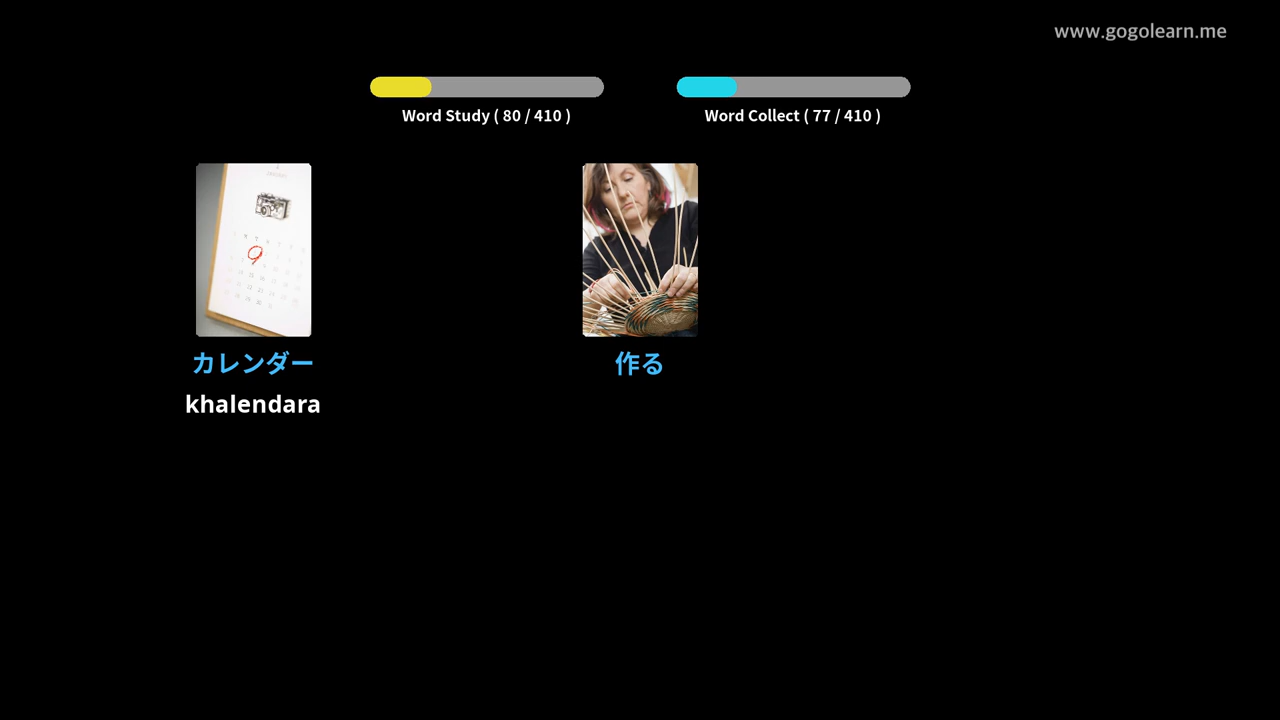 www.gogolearn.me
Word Study ( 80 / 410 )
Word Collect ( 77 / 410 )
カレンダー
作る
khalendara